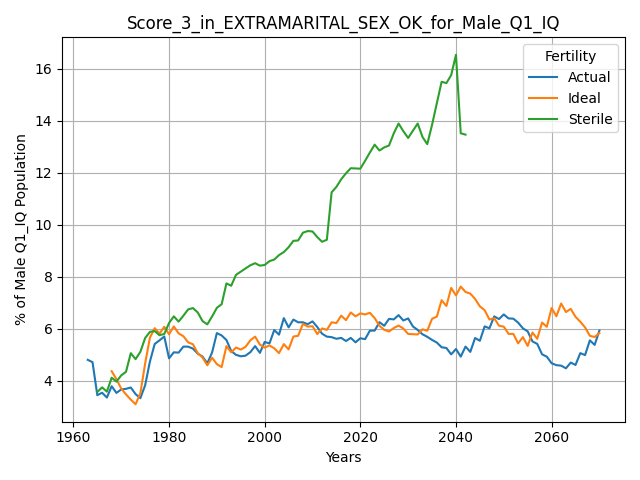 Score_3_in_EXTRAMARITAL_SEX_OK_for_Male_Q1_IQ
% of Male Q1_IQ Population
16
14
12
10
8
6
4
Fertility
Actual
Ideal
Sterile
1960
1980
2000
2020
2040
2060
Years